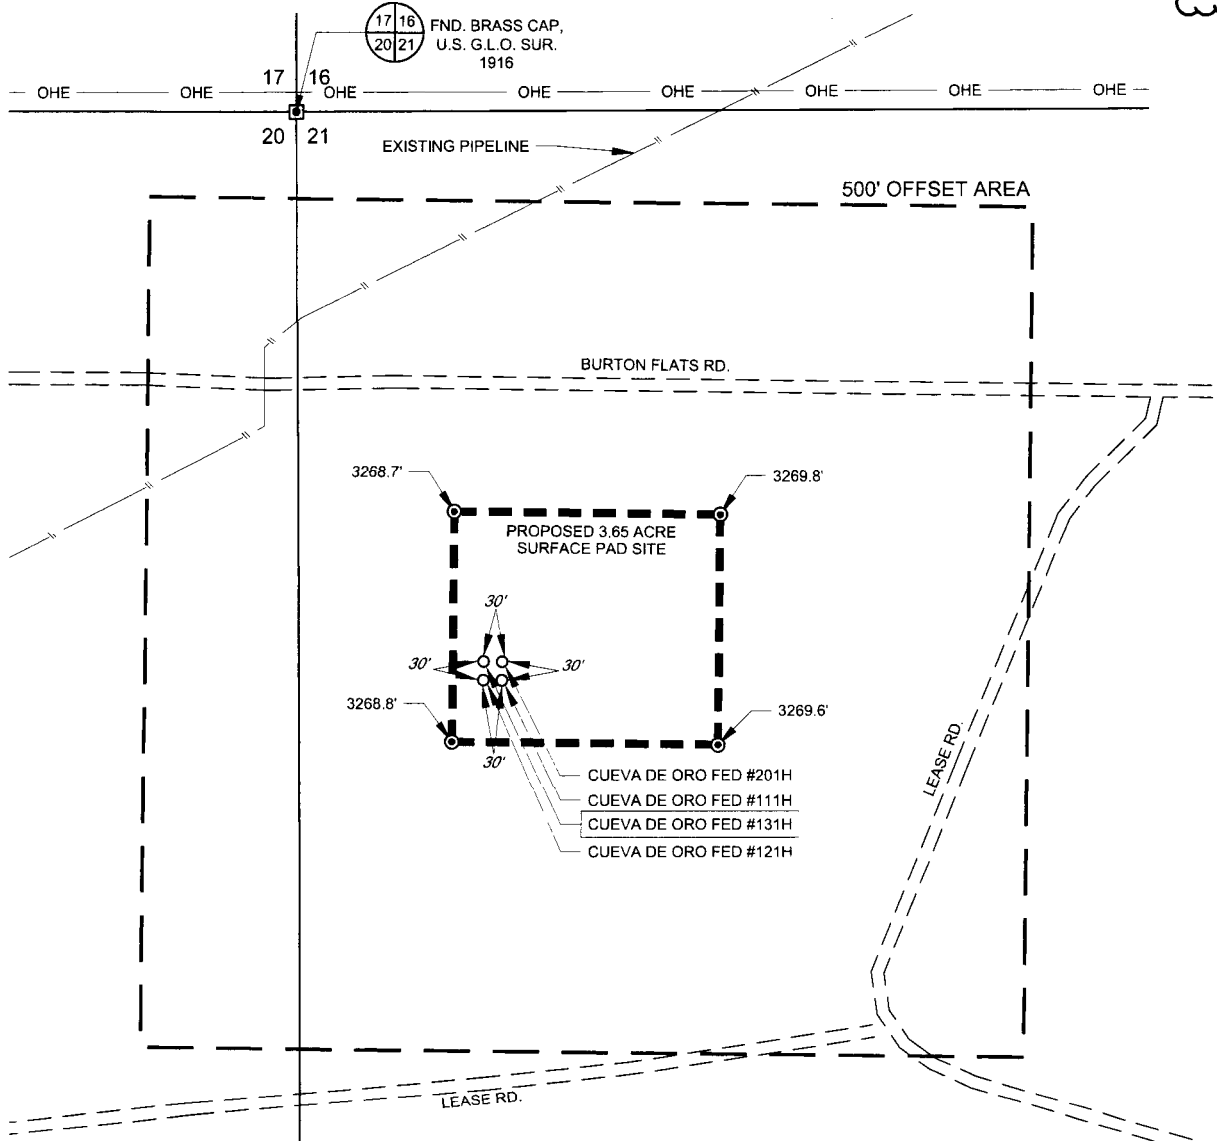 3
17 16
20 21
FND. BRASS CAP,
U.S. G.L.O. SUR.
1916
17 16
OHE OHE OHE OHE OHE OHE OHE OHE
20 21
EXISTING PIPELINE
500' OFFSET AREA
BURTON FLATS RD.
3268.7'
3269.8'
PROPOSED 3.65 ACRE
SURFACE PAD SITE
30'
30'
30'
3268.8'
3269.6'
30'
LEASE RD.
CUEVA DE ORO FED #201H
CUEVA DE ORO FED #111H
CUEVA DE ORO FED #131H
CUEVA DE ORO FED #121H
LEASE RD.